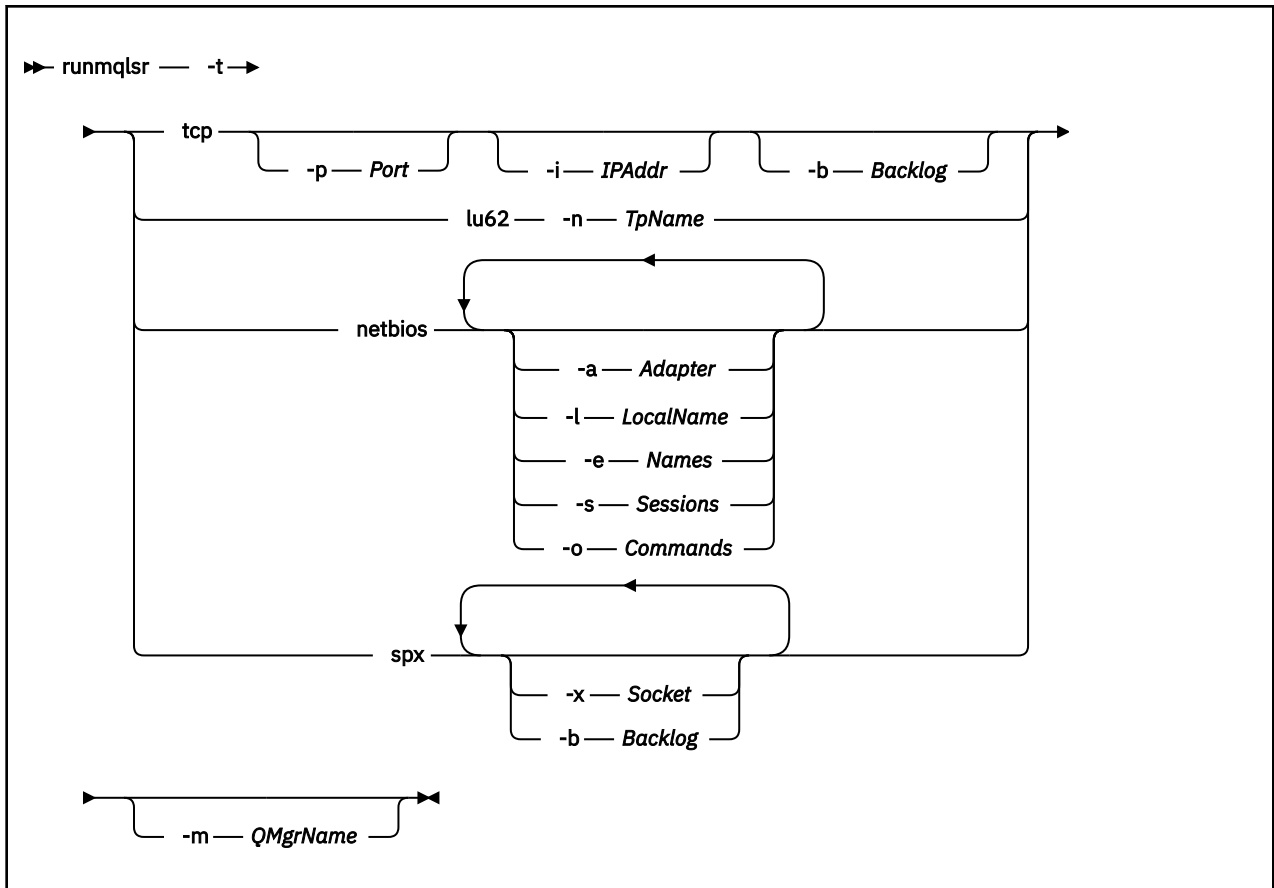 runmqlsr -t
tcp
-p Port -i IPAddr -b Backlog
lu62 -n TpName
netbios
-a Adapter
-l LocalName
-e Names
-s Sessions
-o Commands
spx
-x Socket
-b Backlog
-m QMgrName